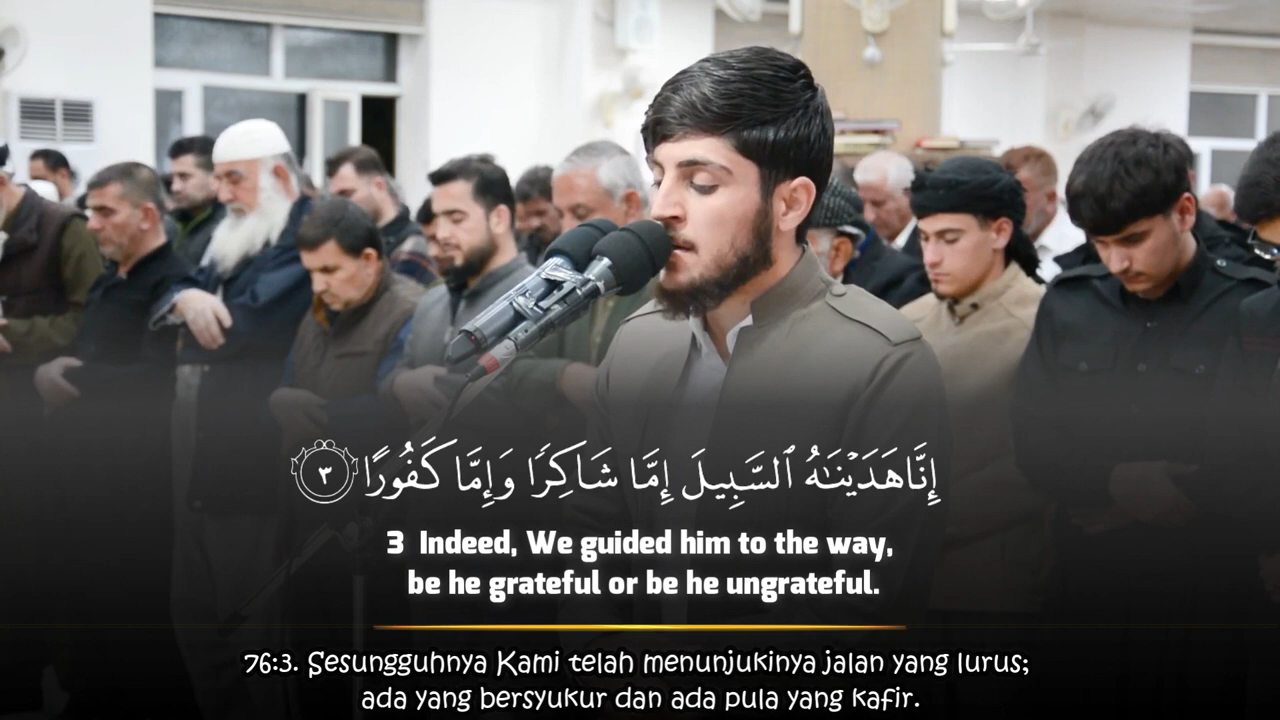 إِنَّا هَدَيْنَٰهُ ٱلسَّبِيلَ إِمَّا شَاكِرًا وَإِمَّا كَفُورًا ٣
3 Indeed, We guided him to the way,
be he grateful or be he ungrateful.
76:3. Sesungguhnya Kami telah menunjukinya jalan yang lurus;
ada yang bersyukur dan ada pula yang kafir.